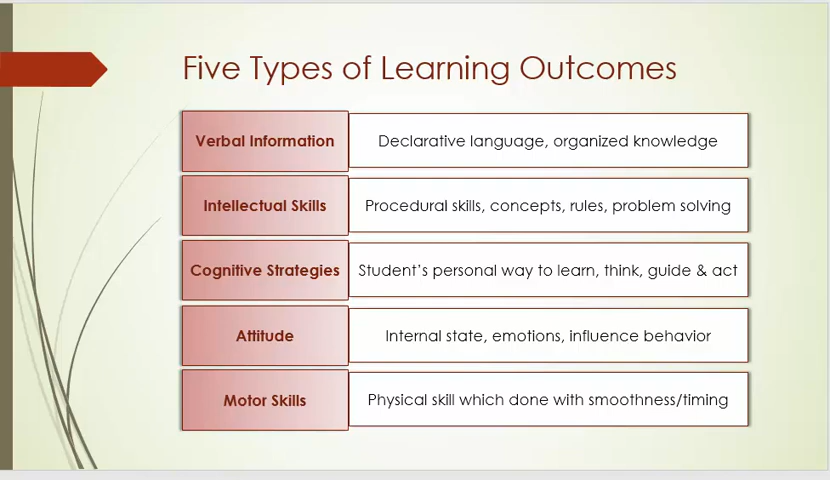 Five Types of Learning Outcomes
Verbal Information
Declarative language, organized knowledge
Intellectual Skills
Procedural skills, concepts, rules, problem solving
Cognitive Strategies
Student’s personal way to learn, think, guide & act
Attitude
Internal state, emotions, influence behavior
Motor Skills
Physical skill which done with smoothness/timing